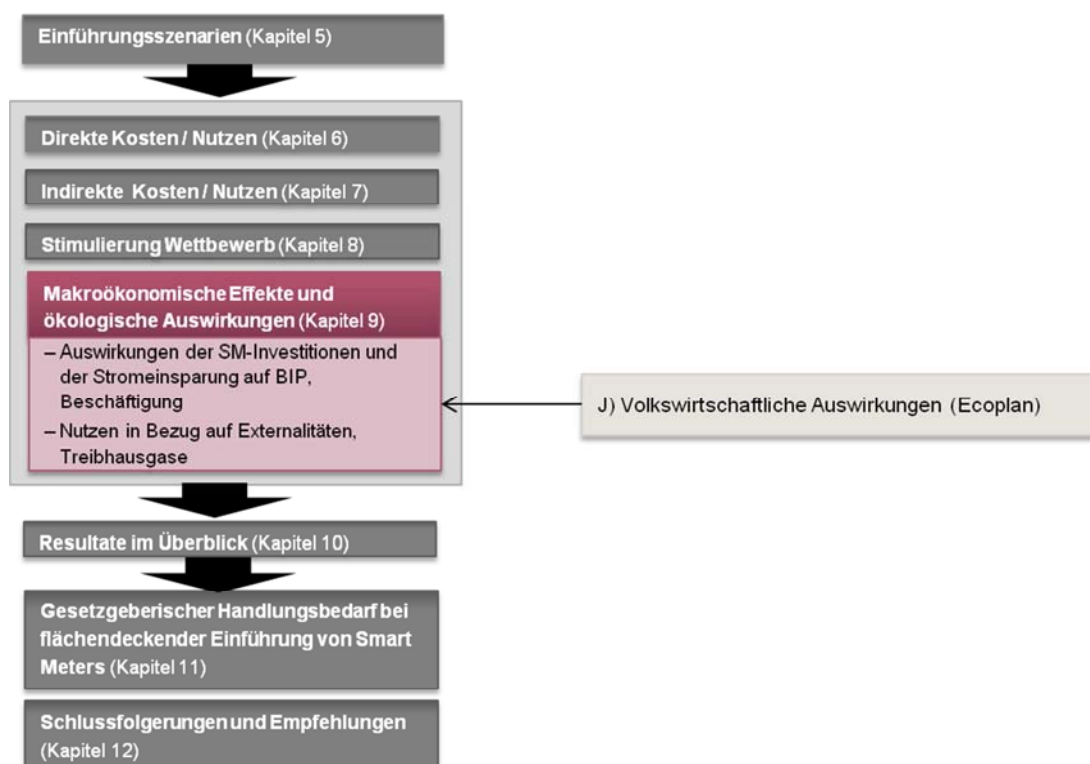 Einführungsszenarien (Kapitel 5)
Direkte Kosten / Nutzen (Kapitel 6)
Indirekte Kosten / Nutzen (Kapitel 7)
Stimulierung Wettbewerb (Kapitel 8)
Makroökonomische Effekte und
ökologische Auswirkungen (Kapitel 9)
– Auswirkungen der SM-Investitionen und
der Stromeinsparung auf BIP,
Beschäftigung
– Nutzen in Bezug auf Externalitäten,
Treibhausgase
J) Volkswirtschaftliche Auswirkungen (Ecoplan)
Resultate im Überblick (Kapitel 10)
Gesetzgeberischer Handlungsbedarf bei
flächendeckender Einführung von Smart
Meters (Kapitel 11)
Schlussfolgerungen und Empfehlungen
(Kapitel 12)